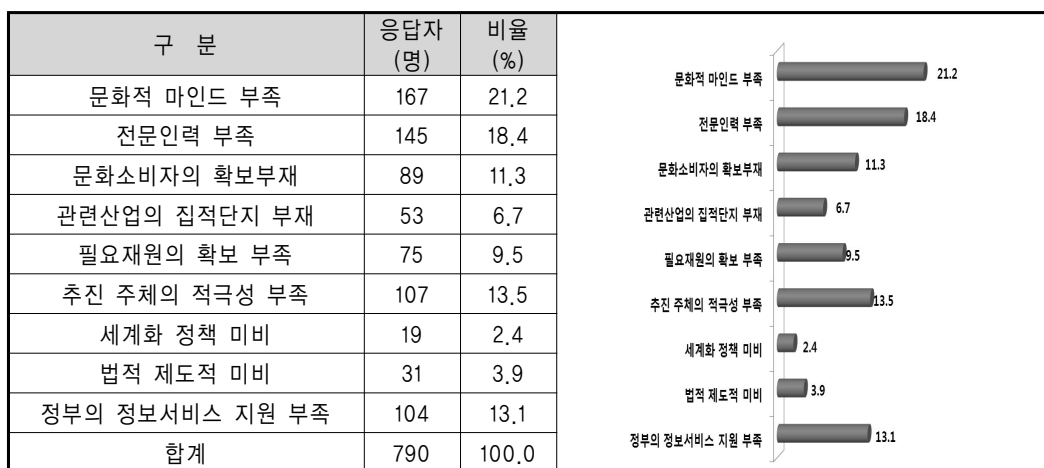 구 분 응답자 (명) 비율 (%)
문화적 마인드 부족 167 21.2
전문인력 부족 145 18.4
문화소비자의 확보부재 89 11.3
관련산업의 집적단지 부재 53 6.7
필요재원의 확보 부족 75 9.5
추진 주체의 적극성 부족 107 13.5
세계화 정책 미비 19 2.4
법적 제도적 미비 31 3.9
정부의 정보서비스 지원 부족 104 13.1
합계 790 100.0
문화적 마인드 부족 21.2
전문인력 부족 18.4
문화소비자의 확보부재 11.3
관련산업의 집적단지 부재 6.7
필요재원의 확보 부족 9.5
추진 주체의 적극성 부족 13.5
세계화 정책 미비 2.4
법적 제도적 미비 3.9
정부의 정보서비스 지원 부족 13.1